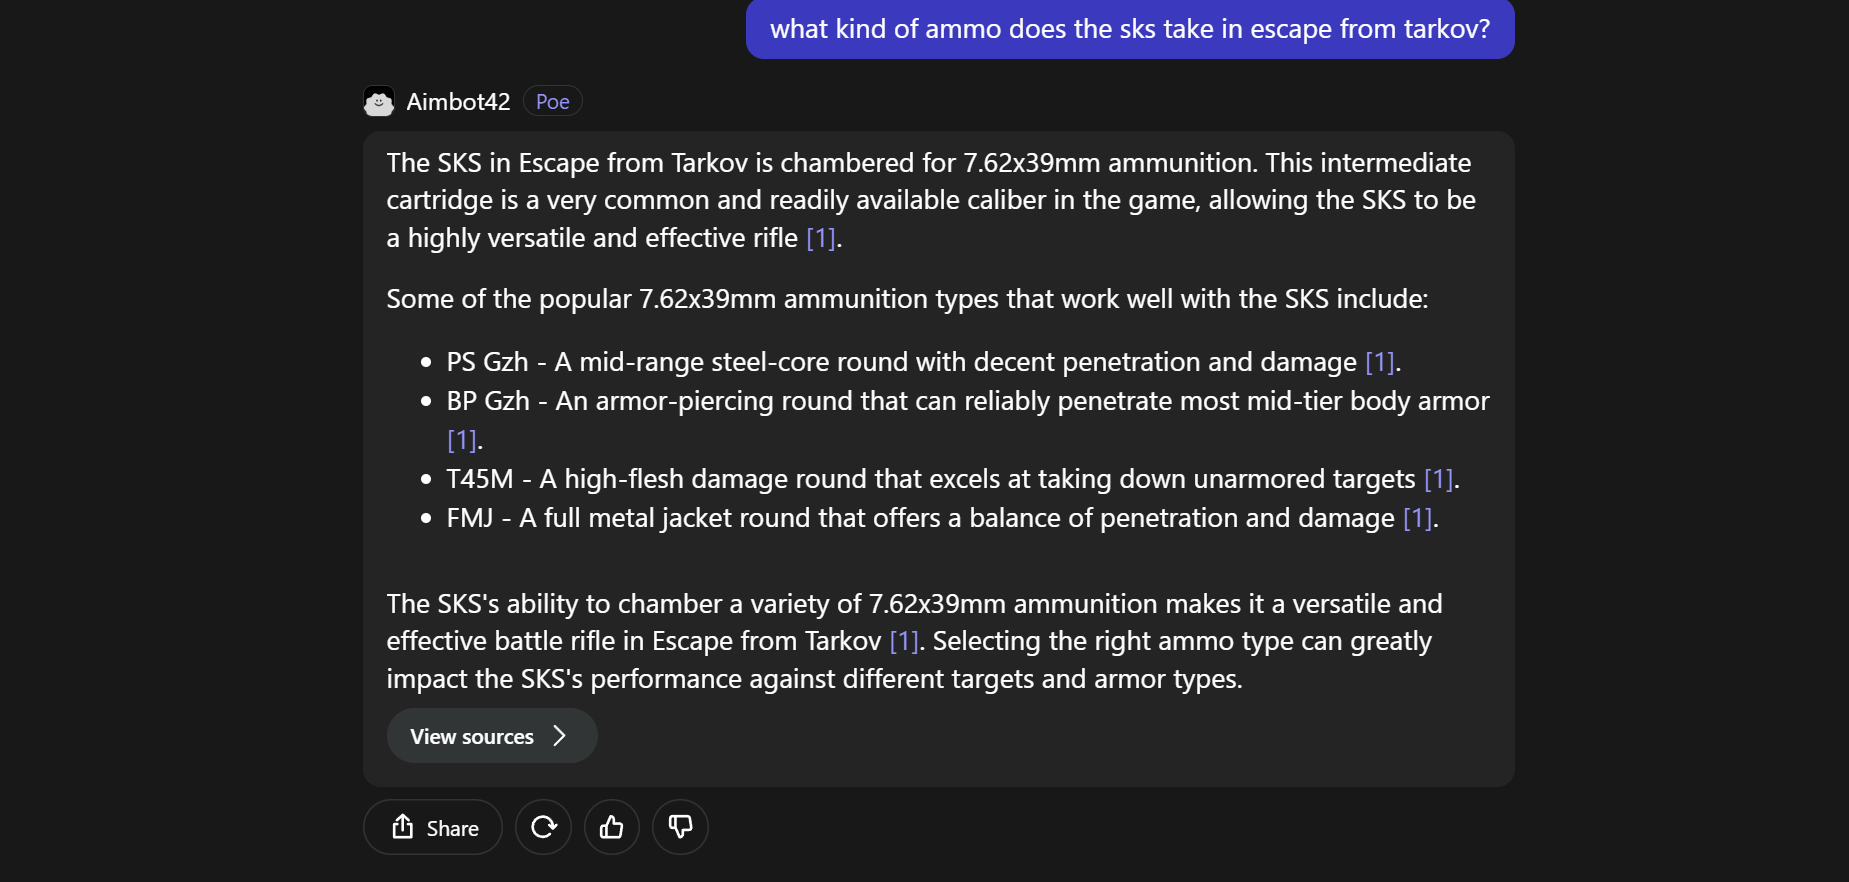 what kind of ammo does the sks take in escape from tarkov?
Aimbot42 Poe
The SKS in Escape from Tarkov is chambered for 7.62x39mm ammunition. This intermediate
cartridge is a very common and readily available caliber in the game, allowing the SKS to be
a highly versatile and effective rifle [1].
Some of the popular 7.62x39mm ammunition types that work well with the SKS include:
• PS Gzh - A mid-range steel-core round with decent penetration and damage [1].
• BP Gzh - An armor-piercing round that can reliably penetrate most mid-tier body armor
[1].
• T45M - A high-flesh damage round that excels at taking down unarmored targets [1].
• FMJ - A full metal jacket round that offers a balance of penetration and damage [1].
The SKS's ability to chamber a variety of 7.62x39mm ammunition makes it a versatile and
effective battle rifle in Escape from Tarkov [1]. Selecting the right ammo type can greatly
impact the SKS's performance against different targets and armor types.
View sources
Share